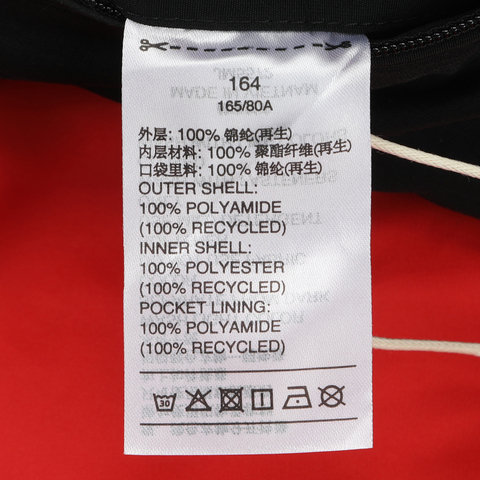 164
165/80A
外层: 100% 锦纶(再生)
内层材料: 100% 聚酯纤维(再生)
口袋里料: 100% 锦纶(再生)
OUTER SHELL:
100% POLYAMIDE
(100% RECYCLED)
INNER SHELL:
100% POLYESTER
(100% RECYCLED)
POCKET LINING:
100% POLYAMIDE
(100% RECYCLED)
30